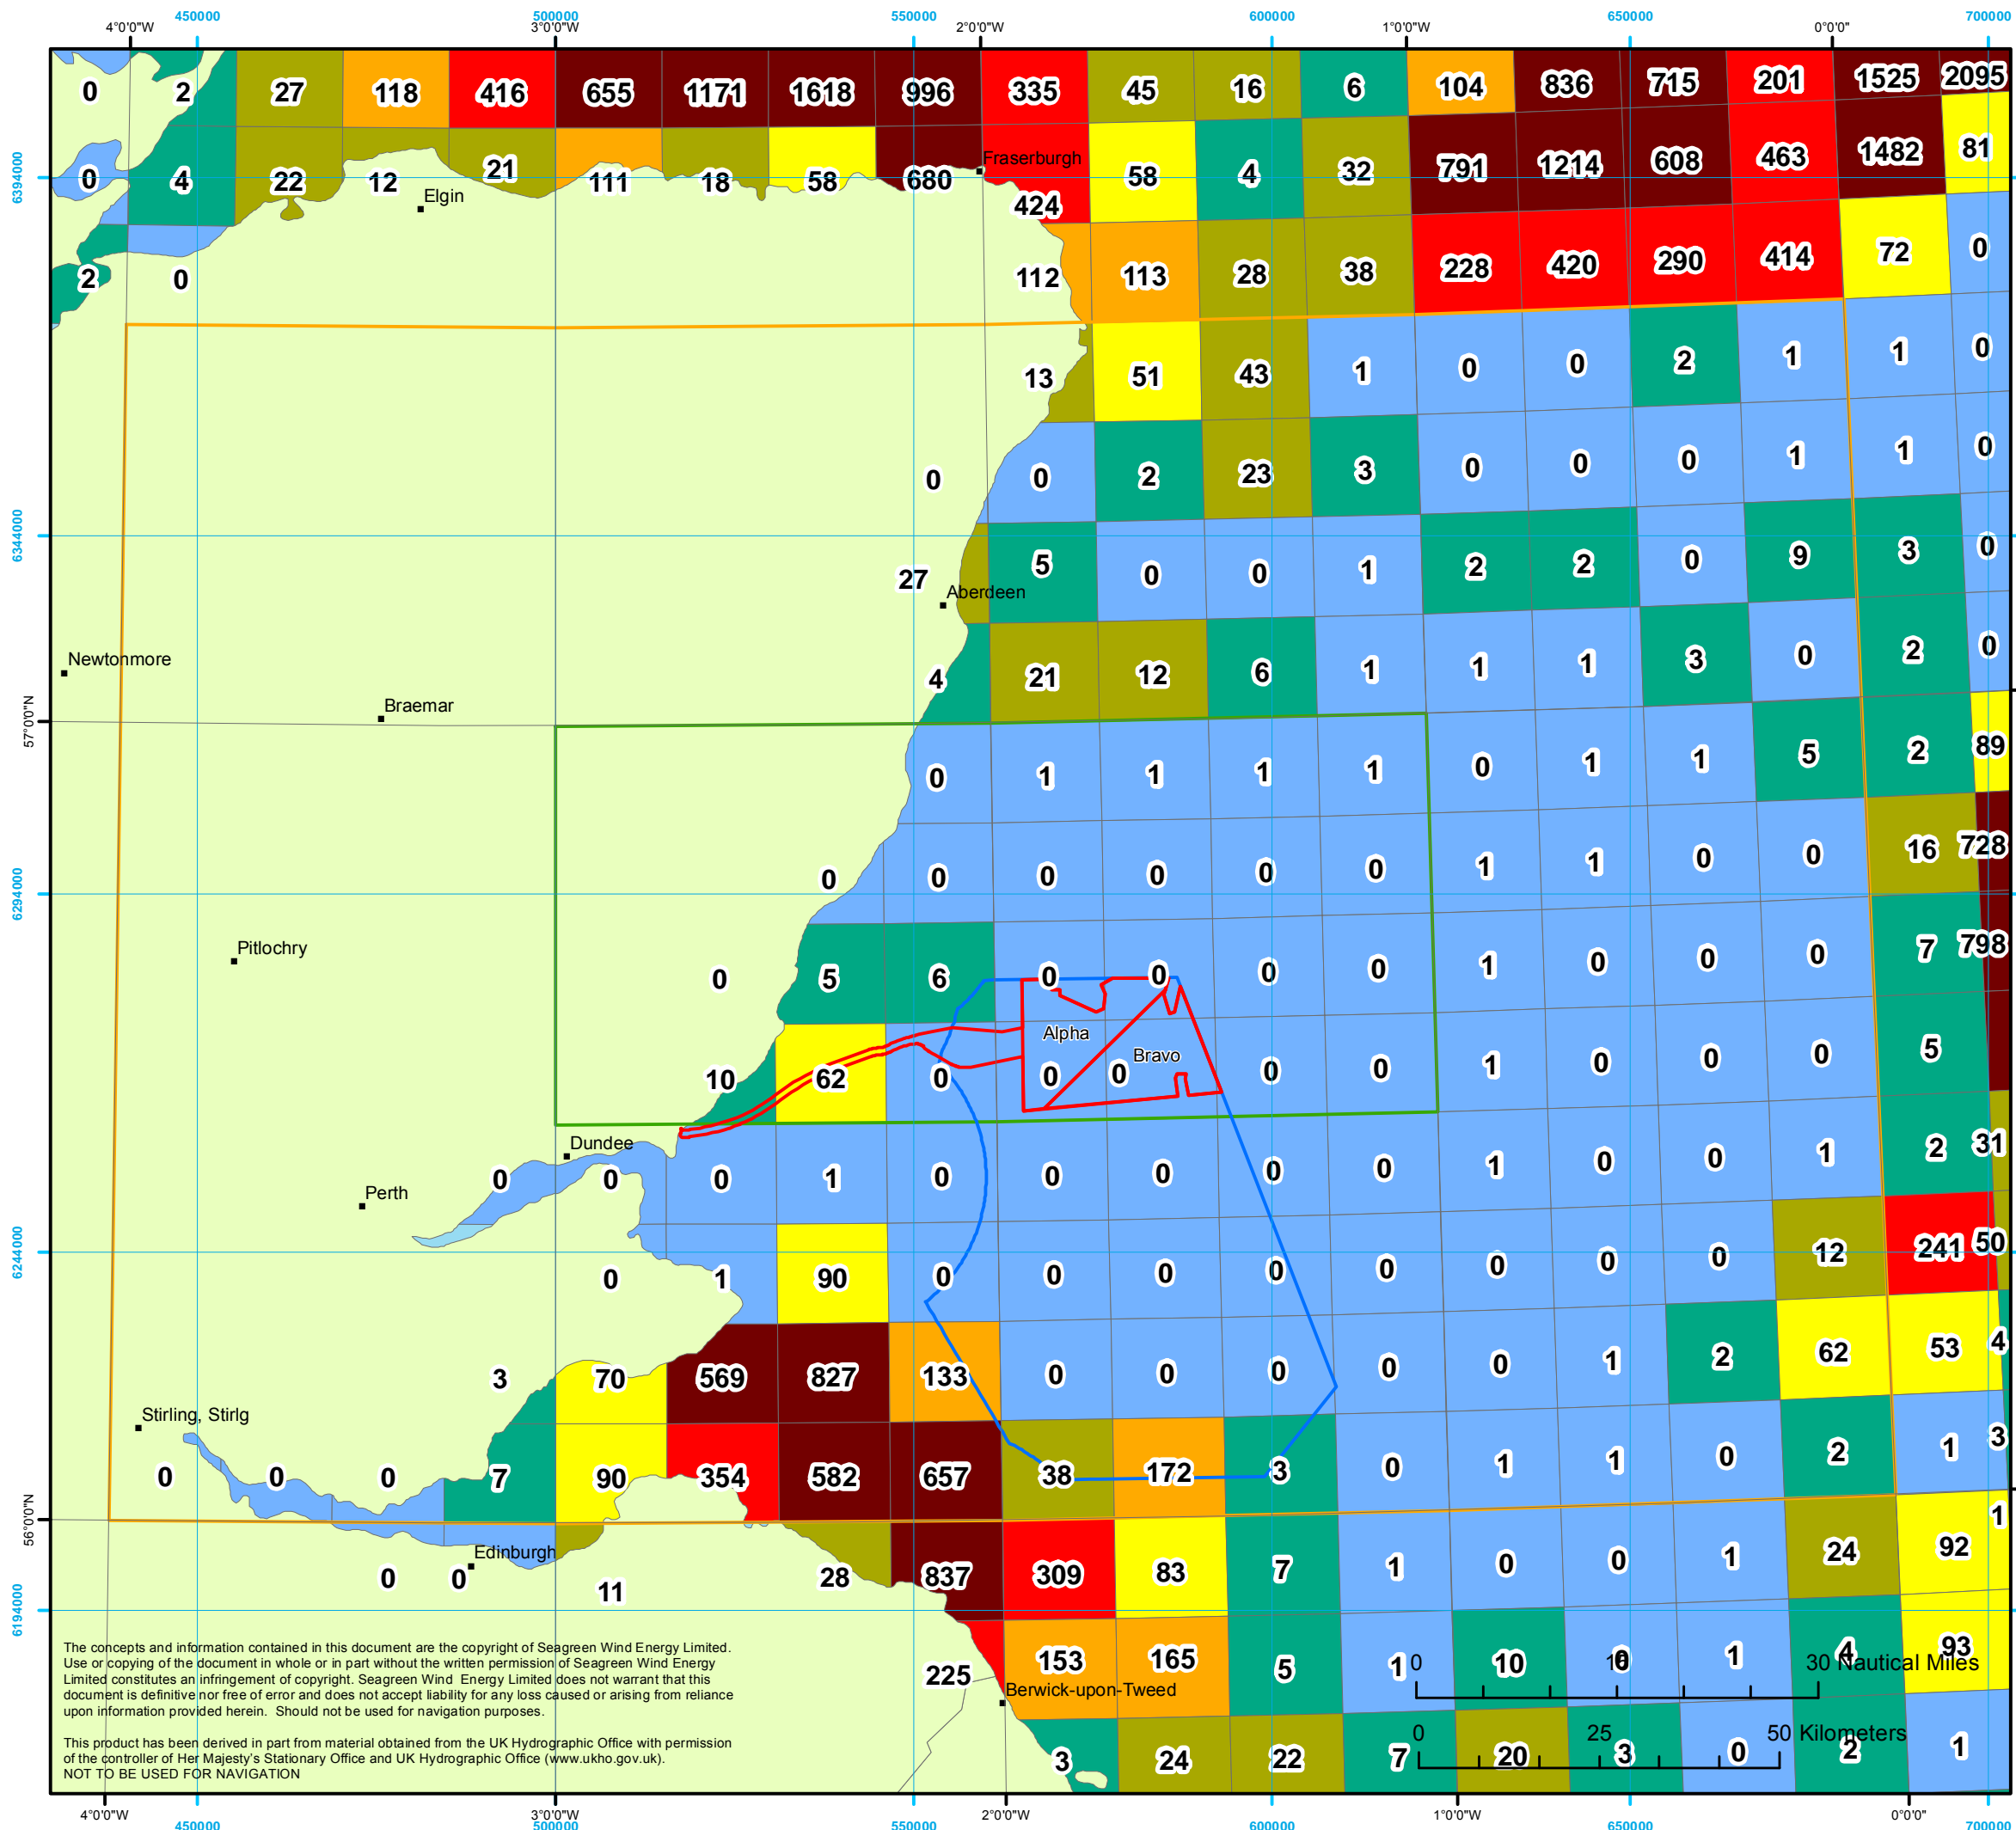 450000 500000 550000 600000 650000 700000
4°0'0"W 3°0'0"W 2°0'0"W 1°0'0"W 0°0'0"
0 2 27 118 416 655 1171 1618 996 335 45 16 6 104 836 715 201 1525 2095
Fraserburgh
6394000
0 4 22 12 21 111 18 58 680 424 58 4 32 791 1214 608 463 1482 81
Elgin
2 0 112 113 28 38 228 420 290 414 72 0
13 51 43 1 0 0 2 1 1 0
0 0 2 23 3 0 0 0 1 1 0
6344000
27 5 0 0 1 2 2 0 9 3 0
Aberdeen
Newtonmore
4 21 12 6 1 1 1 3 0 2 0
Braemar
57°0'0"N
0 1 1 1 1 0 1 1 5 2 89
0 0 0 0 0 0 1 1 0 0 16 728
6294000
Pitlochry
0 5 6 0 0 0 0 1 0 0 0 7 798
Alpha
Bravo
10 62 0 0 0 0 0 1 0 0 0 5
Dundee
0 0 0 1 0 0 0 0 0 1 0 0 1 2 31
Perth
6244000
0 1 90 0 0 0 0 0 0 0 0 12 241 50
3 70 569 827 133 0 0 0 0 0 1 2 62 53 4
Stirling, Stirlg
0 0 0 7 90 354 582 657 38 172 3 0 1 1 0 2 1 3
56°0'0"N
Edinburgh
0 0 11 28 837 309 83 7 1 0 0 1 24 92 1
6194000
225 153 165 5 1 10 1 4 93
Berwick-upon-Tweed
0 30 Nautical Miles
3 24 22 7 20 3 0 2 1
0 25 50 Kilometers
The concepts and information contained in this document are the copyright of Seagreen Wind Energy Limited.
Use or copying of the document in whole or in part without the written permission of Seagreen Wind Energy
Limited constitutes an infringement of copyright. Seagreen Wind Energy Limited does not warrant that this
document is definitive nor free of error and does not accept liability for any loss caused or arising from reliance
upon information provided herein. Should not be used for navigation purposes.
This product has been derived in part from material obtained from the UK Hydrographic Office with permission
of the controller of Her Majesty's Stationary Office and UK Hydrographic Office (www.ukho.gov.uk).
NOT TO BE USED FOR NAVIGATION
4°0'0"W 3°0'0"W 2°0'0"W 1°0'0"W 0°0'0"
450000 500000 550000 600000 650000 700000